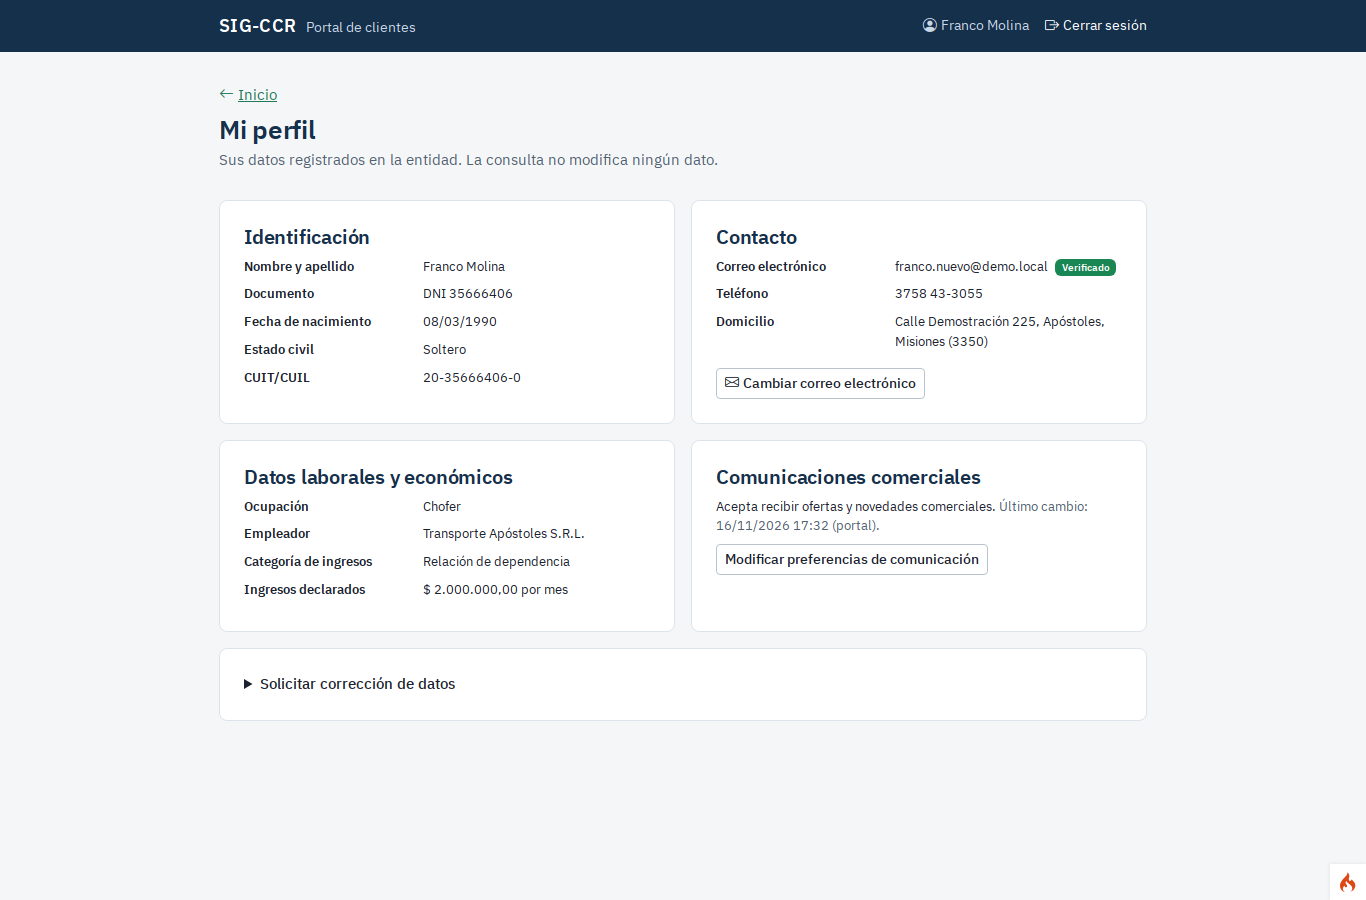 SIG-CCR Portal de clientes
Franco Molina Cerrar sesión
← Inicio
Mi perfil
Sus datos registrados en la entidad. La consulta no modifica ningún dato.
Identificación
Nombre y apellido Franco Molina
Documento DNI 35666406
Fecha de nacimiento 08/03/1990
Estado civil Soltero
CUIT/CUIL 20-35666406-0
Contacto
Correo electrónico franco.nuevo@demo.local Verificado
Teléfono 3758 43-3055
Domicilio Calle Demostración 225, Apóstoles,
Misiones (3350)
Cambiar correo electrónico
Datos laborales y económicos
Ocupación Chofer
Empleador Transporte Apóstoles S.R.L.
Categoría de ingresos Relación de dependencia
Ingresos declarados $ 2.000.000,00 por mes
Comunicaciones comerciales
Acepta recibir ofertas y novedades comerciales. Último cambio:
16/11/2026 17:32 (portal).
Modificar preferencias de comunicación
Solicitar corrección de datos